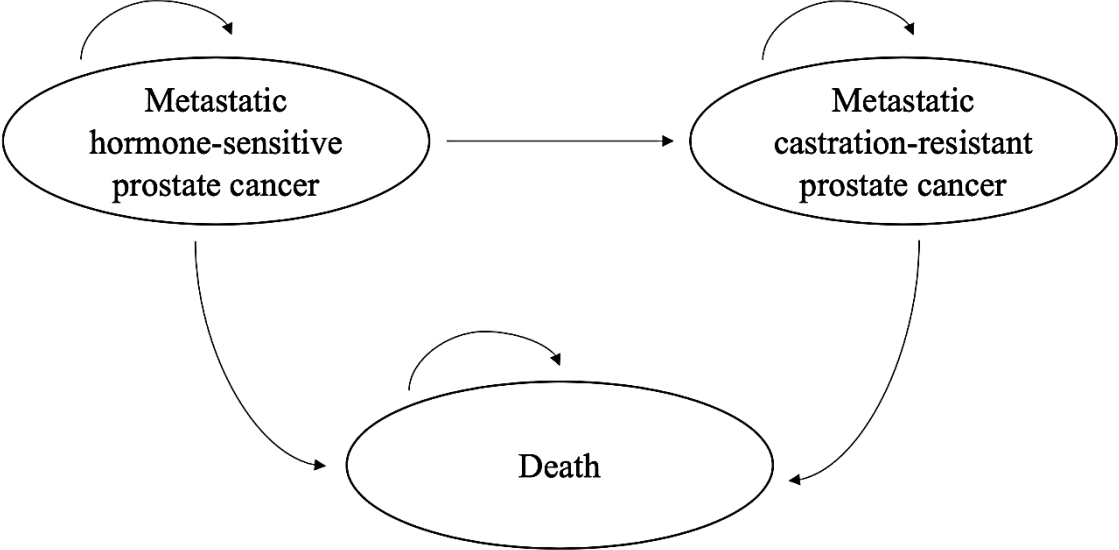 Metastatic
hormone-sensitive
prostate cancer
Metastatic
castration-resistant
prostate cancer
Death